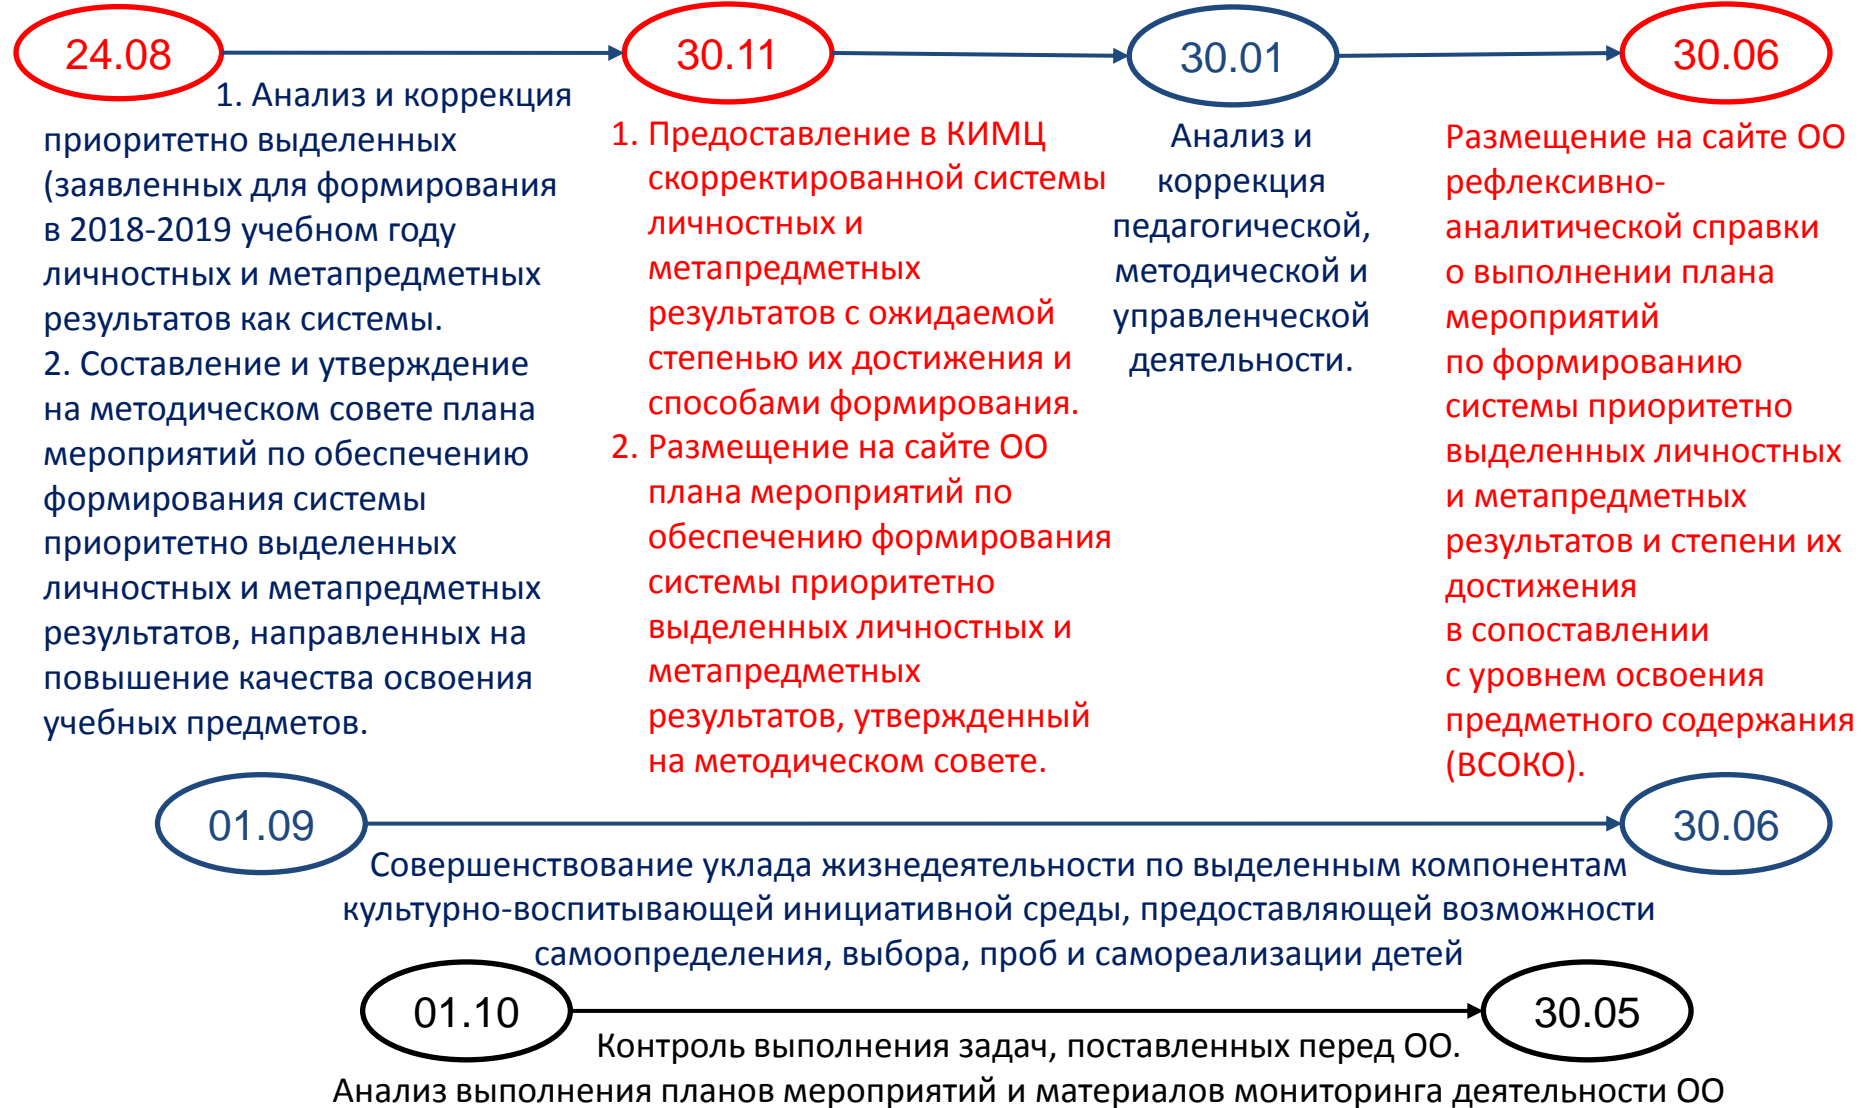 24.08
30.11
30.01
30.06
1. Анализ и коррекция
приоритетно выделенных
(заявленных для формирования
в 2018-2019 учебном году
личностных и метапредметных
результатов как системы.
2. Составление и утверждение
на методическом совете плана
мероприятий по обеспечению
формирования системы
приоритетно выделенных
личностных и метапредметных
результатов, направленных на
повышение качества освоения
учебных предметов.
1. Предоставление в КИМЦ
скорректированной системы
личностных и
метапредметных
результатов с ожидаемой
степенью их достижения и
способами формирования.
2. Размещение на сайте ОО
плана мероприятий по
обеспечению формирования
системы приоритетно
выделенных личностных и
метапредметных
результатов, утвержденный
на методическом совете.
Анализ и
коррекция
педагогической,
методической и
управленческой
деятельности.
Размещение на сайте ОО
рефлексивно-
аналитической справки
о выполнении плана
мероприятий
по формированию
системы приоритетно
выделенных личностных
и метапредметных
результатов и степени их
достижения
в сопоставлении
с уровнем освоения
предметного содержания
(ВСОКО).
01.09
30.06
Совершенствование уклада жизнедеятельности по выделенным компонентам
культурно-воспитывающей инициативной среды, предоставляющей возможности
самоопределения, выбора, проб и самореализации детей
01.10
30.05
Контроль выполнения задач, поставленных перед ОО.
Анализ выполнения планов мероприятий и материалов мониторинга деятельности ОО